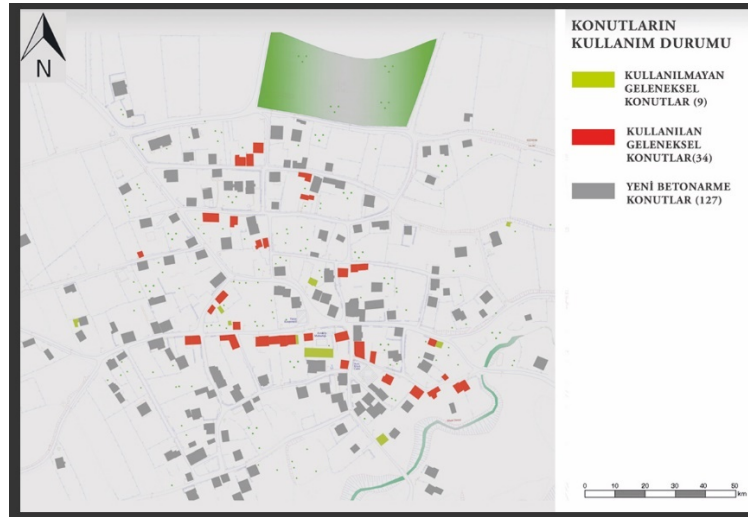 N
KONUTLARIN
KULLANIM DURUMU
KULLANILMAYAN
GELENEKSEL
KONUTLAR (9)
KULLANILAN
GELENEKSEL
KONUTLAR(34)
YENİ BETONARME
KONUTLAR (127)
0 10 20 30 40 50
km